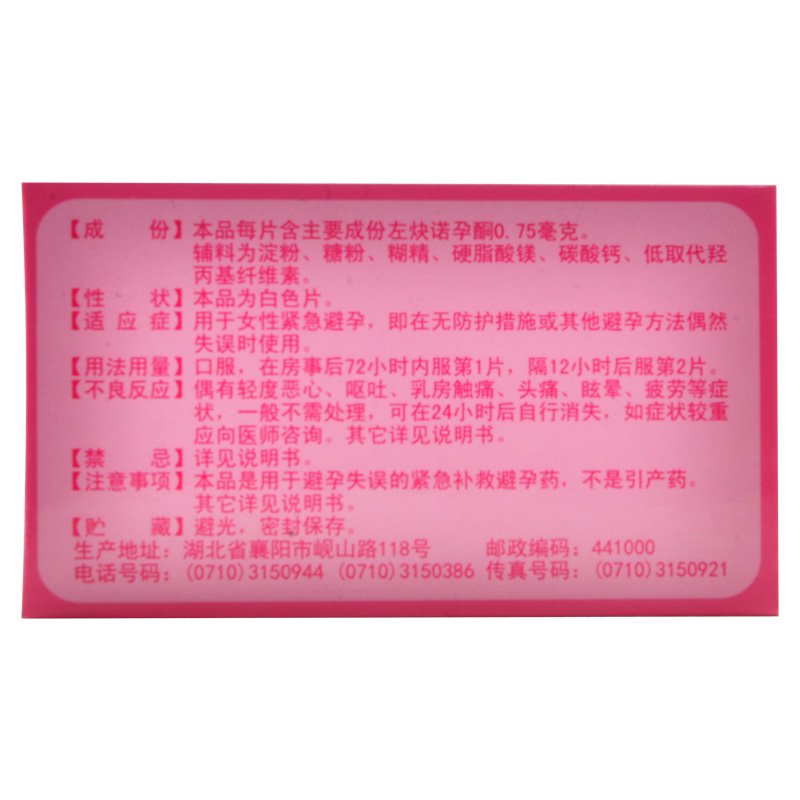 【成　份】本品每片含主要成份左炔诺孕酮0.75毫克。
辅料为淀粉、糖粉、糊精、硬脂酸镁、碳酸钙、低取代羟
丙基纤维素。
【性　状】本品为白色片。
【适应症】用于女性紧急避孕，即在无防护措施或其他避孕方法偶然
失误时使用。
【用法用量】口服，在房事后72小时内服第1片，隔12小时后服第2片。
【不良反应】偶有轻度恶心、呕吐、乳房触痛、头痛、眩晕、疲劳等症
状，一般不需处理，可在24小时后自行消失，如症状较重
应向医师咨询。其它详见说明书。
【禁　忌】详见说明书。
【注意事项】本品是用于避孕失误的紧急补救避孕药，不是引产药。
其它详见说明书。
【贮　藏】避光，密封保存。
生产地址：湖北省襄阳市岘山路118号　邮政编码：441000
电话号码：(0710)3150944 (0710)3150386 传真号码：(0710)3150921